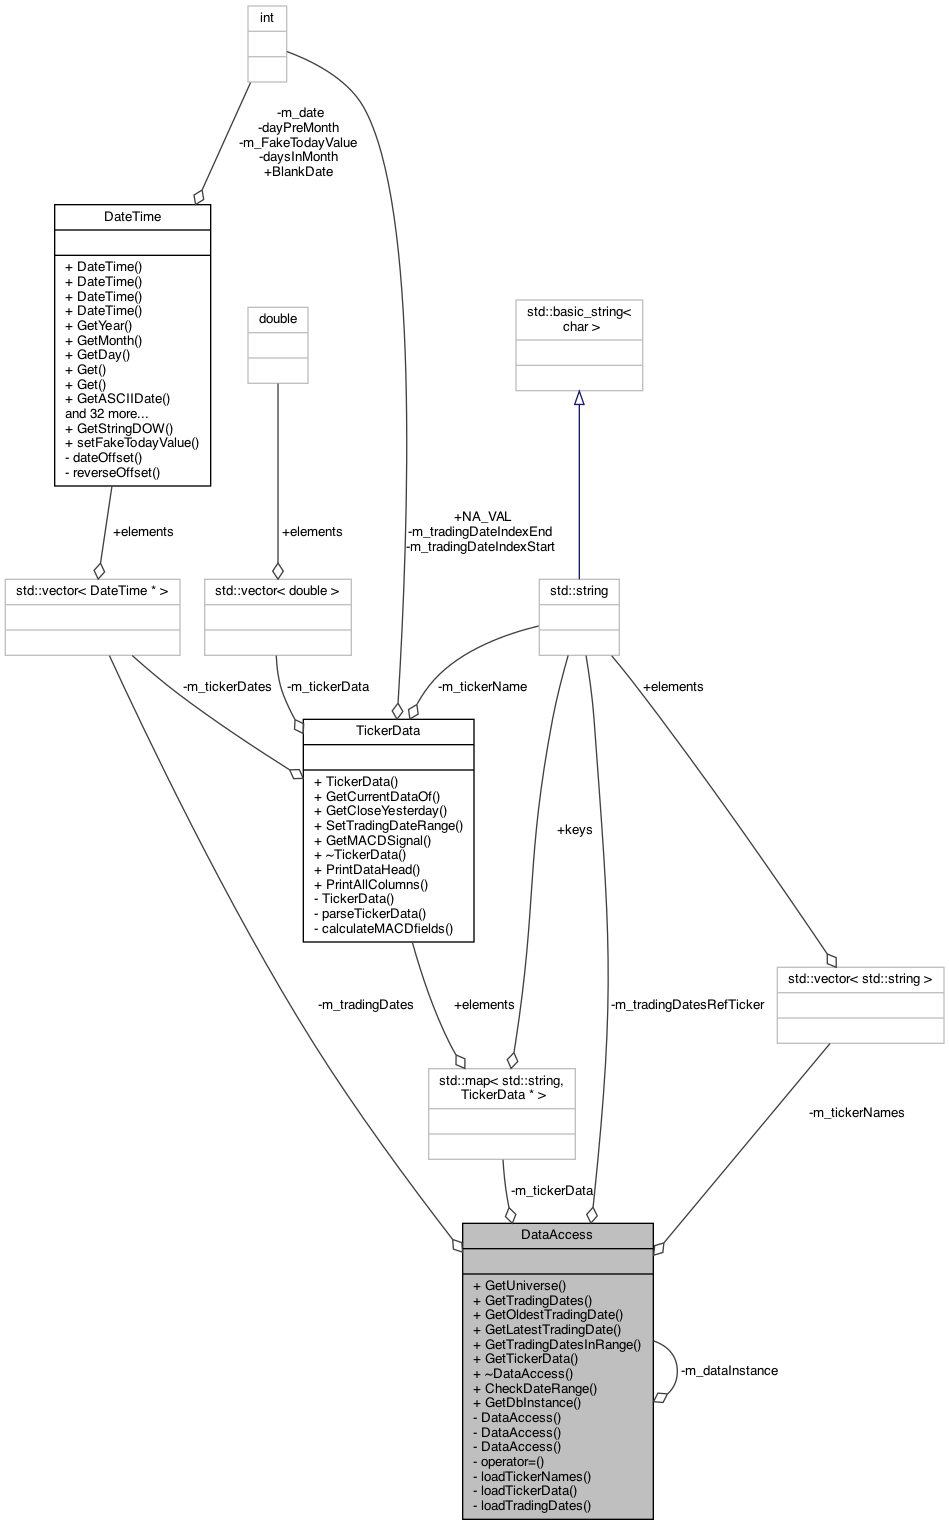 int
-m_date
-dayPreMonth
-m_FakeTodayValue
-daysInMonth
+BlankDate
DateTime
+ DateTime()
+ DateTime()
+ DateTime()
+ DateTime()
+ GetYear()
+ GetMonth()
+ GetDay()
+ Get()
+ Get()
+ GetASCIIDate()
and 32 more...
+ GetStringDOW()
+ setFakeTodayValue()
- dateOffset()
- reverseOffset()
double
std::basic_string<
char >
+elements
+elements
+NA_VAL
-m_tradingDateIndexEnd
-m_tradingDateIndexStart
std::vector< DateTime * >
std::vector< double >
std::string
-m_tickerDates
-m_tickerData
-m_tickerName
+elements
TickerData
+ TickerData()
+ GetCurrentDataOf()
+ GetCloseYesterday()
+ SetTradingDateRange()
+ GetMACDSignal()
+ ~TickerData()
+ PrintDataHead()
+ PrintAllColumns()
- TickerData()
- parseTickerData()
- calculateMACDfields()
+keys
std::vector< std::string >
-m_tradingDates
+elements
-m_tradingDatesRefTicker
std::map< std::string,
TickerData * >
-m_tickerNames
-m_tickerData
DataAccess
+ GetUniverse()
+ GetTradingDates()
+ GetOldestTradingDate()
+ GetLatestTradingDate()
+ GetTradingDatesInRange()
+ GetTickerData()
+ ~DataAccess()
+ CheckDateRange()
+ GetDbInstance()
- DataAccess()
- DataAccess()
- DataAccess()
- operator=()
- loadTickerNames()
- loadTickerData()
- loadTradingDates()
-m_dataInstance